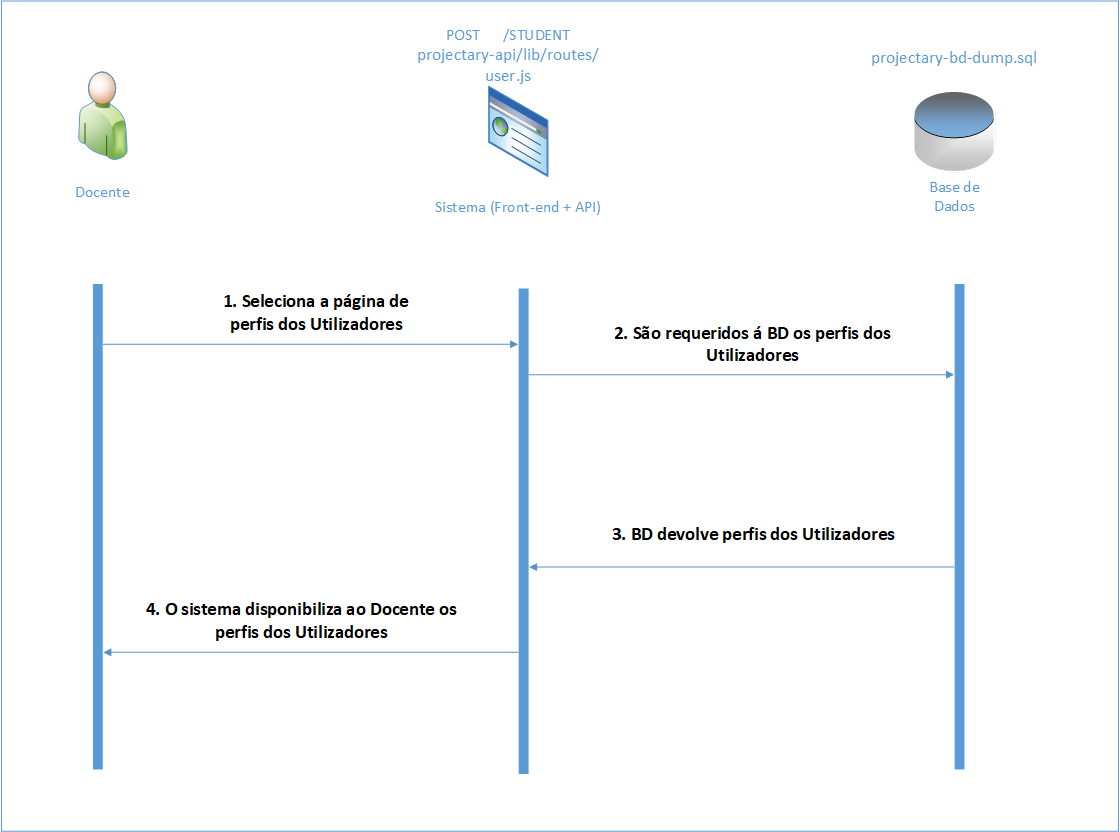 POST /STUDENT
projectary-api/lib/routes/
user.js
projectary-bd-dump.sql
Docente
Sistema (Front-end + API)
Base de
Dados
1. Seleciona a página de
perfis dos Utilizadores
2. São requeridos á BD os perfis dos
Utilizadores
3. BD devolve perfis dos Utilizadores
4. O sistema disponibiliza ao Docente os
perfis dos Utilizadores